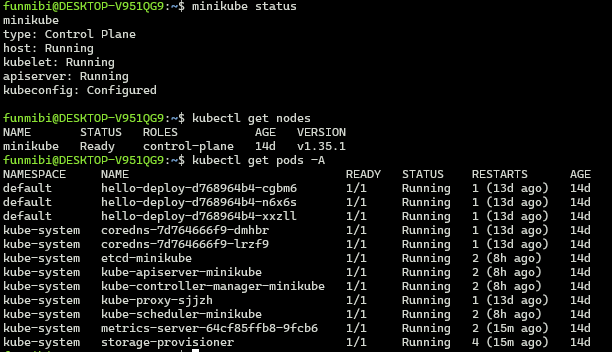 funmibi@DESKTOP-V951QG9:~$ minikube status
minikube
type: Control Plane
host: Running
kubelet: Running
apiserver: Running
kubeconfig: Configured
funmibi@DESKTOP-V951QG9:~$ kubectl get nodes
NAME STATUS ROLES AGE VERSION
minikube Ready control-plane 14d v1.35.1
funmibi@DESKTOP-V951QG9:~$ kubectl get pods -A
NAMESPACE NAME READY STATUS RESTARTS AGE
default hello-deploy-d768964b4-cgbm6 1/1 Running 1 (13d ago) 14d
default hello-deploy-d768964b4-n6x6s 1/1 Running 1 (13d ago) 14d
default hello-deploy-d768964b4-xxzll 1/1 Running 1 (13d ago) 14d
kube-system coredns-7d764666f9-dmhbr 1/1 Running 1 (13d ago) 14d
kube-system coredns-7d764666f9-lrzf9 1/1 Running 1 (13d ago) 14d
kube-system etcd-minikube 1/1 Running 2 (8h ago) 14d
kube-system kube-apiserver-minikube 1/1 Running 2 (8h ago) 14d
kube-system kube-controller-manager-minikube 1/1 Running 2 (8h ago) 14d
kube-system kube-proxy-sjjzh 1/1 Running 1 (13d ago) 14d
kube-system kube-scheduler-minikube 1/1 Running 2 (8h ago) 14d
kube-system metrics-server-64cf85ffb8-9fcb6 1/1 Running 2 (15m ago) 14d
kube-system storage-provisioner 1/1 Running 4 (15m ago) 14d